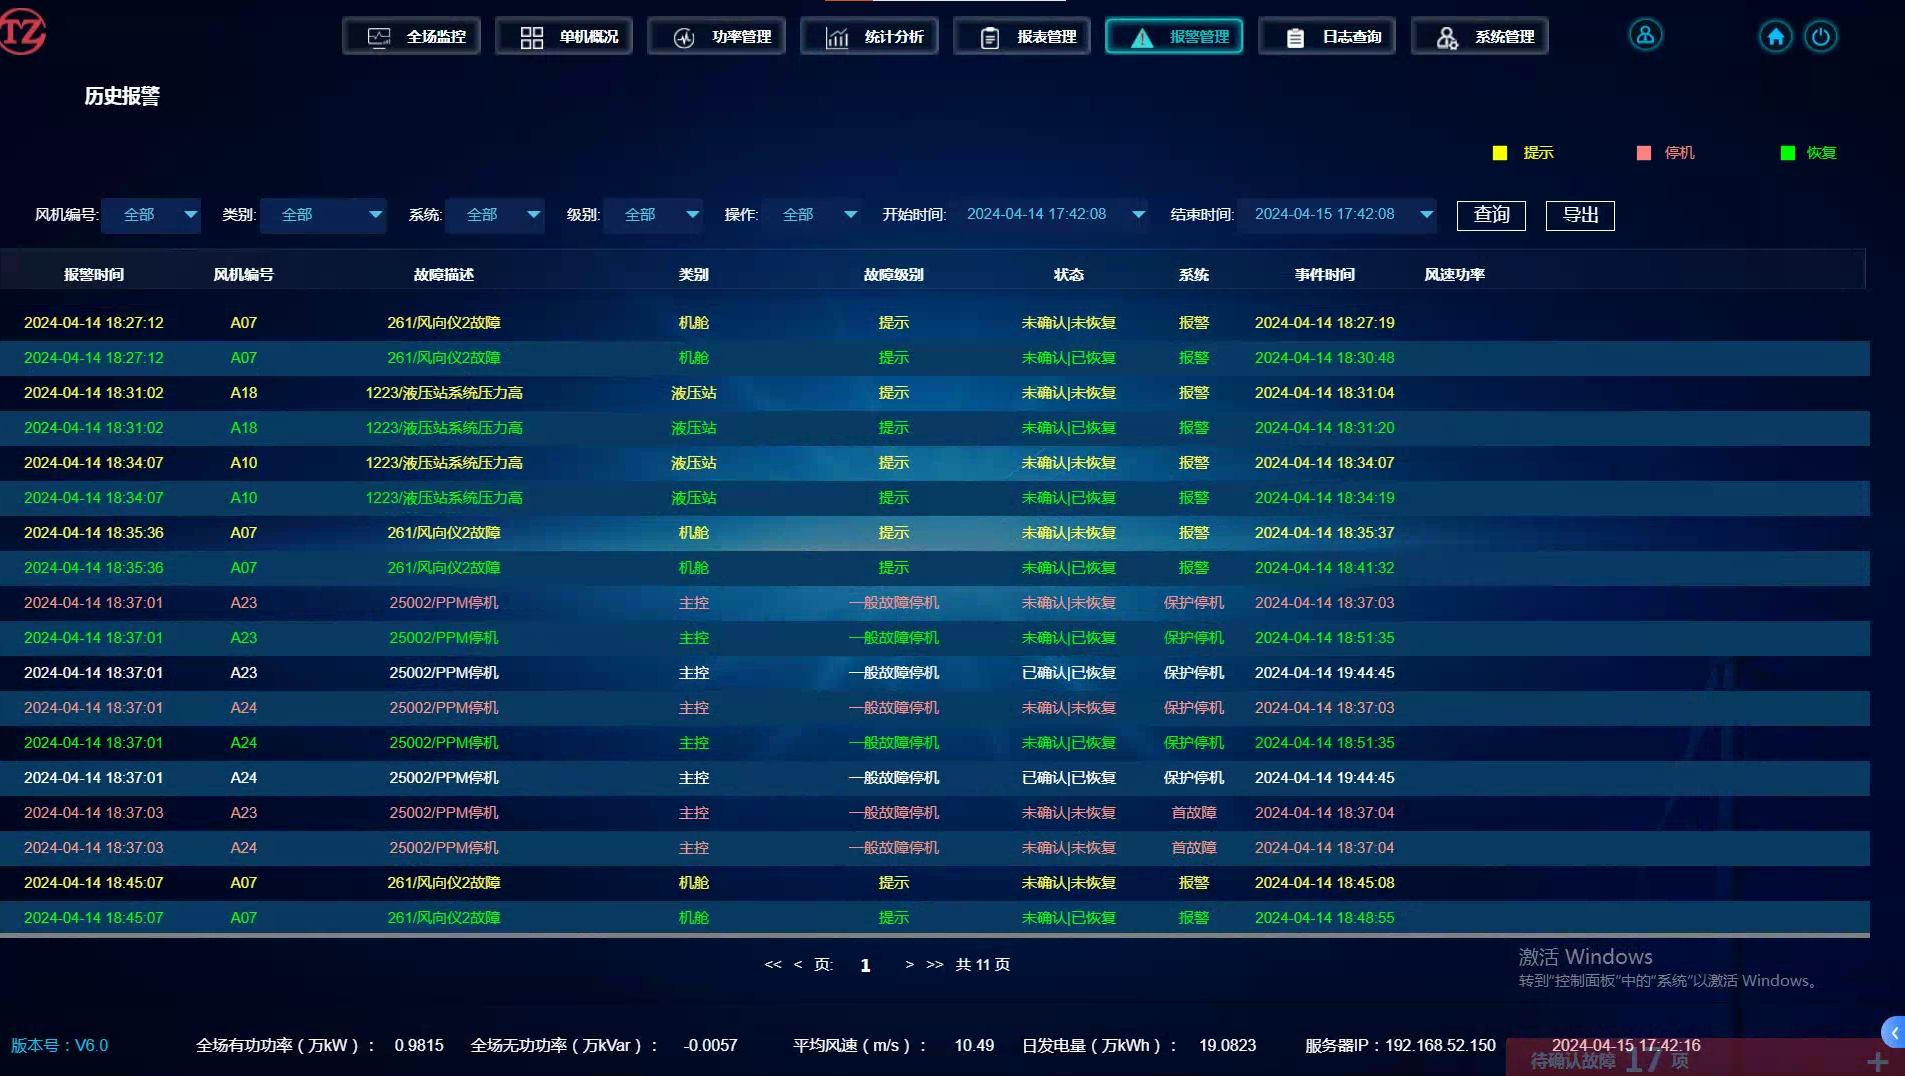 TZ
全场监控 单机概况 功率管理 统计分析 报表管理 报警管理 日志查询 系统管理
历史报警
提示 停机 恢复
风机编号: 全部 类别: 全部 系统: 全部 级别: 全部 操作: 全部 开始时间: 2024-04-14 17:42:08 结束时间: 2024-04-15 17:42:08 查询 导出
报警时间 风机编号 故障描述 类别 故障级别 状态 系统 事件时间 风速功率
2024-04-14 18:27:12 A07 261/风向仪2故障 机舱 提示 未确认|未恢复 报警 2024-04-14 18:27:19
2024-04-14 18:27:12 A07 261/风向仪2故障 机舱 提示 未确认|已恢复 报警 2024-04-14 18:30:48
2024-04-14 18:31:02 A18 1223/液压站系统压力高 液压站 提示 未确认|未恢复 报警 2024-04-14 18:31:04
2024-04-14 18:31:02 A18 1223/液压站系统压力高 液压站 提示 未确认|已恢复 报警 2024-04-14 18:31:20
2024-04-14 18:34:07 A10 1223/液压站系统压力高 液压站 提示 未确认|未恢复 报警 2024-04-14 18:34:07
2024-04-14 18:34:07 A10 1223/液压站系统压力高 液压站 提示 未确认|已恢复 报警 2024-04-14 18:34:19
2024-04-14 18:35:36 A07 261/风向仪2故障 机舱 提示 未确认|未恢复 报警 2024-04-14 18:35:37
2024-04-14 18:35:36 A07 261/风向仪2故障 机舱 提示 未确认|已恢复 报警 2024-04-14 18:41:32
2024-04-14 18:37:01 A23 25002/PPM停机 主控 一般故障停机 未确认|未恢复 保护停机 2024-04-14 18:37:03
2024-04-14 18:37:01 A23 25002/PPM停机 主控 一般故障停机 未确认|已恢复 保护停机 2024-04-14 18:51:35
2024-04-14 18:37:01 A23 25002/PPM停机 主控 一般故障停机 已确认|已恢复 保护停机 2024-04-14 19:44:45
2024-04-14 18:37:01 A24 25002/PPM停机 主控 一般故障停机 未确认|未恢复 保护停机 2024-04-14 18:37:03
2024-04-14 18:37:01 A24 25002/PPM停机 主控 一般故障停机 未确认|已恢复 保护停机 2024-04-14 18:51:35
2024-04-14 18:37:01 A24 25002/PPM停机 主控 一般故障停机 已确认|已恢复 保护停机 2024-04-14 19:44:45
2024-04-14 18:37:03 A23 25002/PPM停机 主控 一般故障停机 未确认|未恢复 首故障 2024-04-14 18:37:04
2024-04-14 18:37:03 A24 25002/PPM停机 主控 一般故障停机 未确认|未恢复 首故障 2024-04-14 18:37:04
2024-04-14 18:45:07 A07 261/风向仪2故障 机舱 提示 未确认|未恢复 报警 2024-04-14 18:45:08
2024-04-14 18:45:07 A07 261/风向仪2故障 机舱 提示 未确认|已恢复 报警 2024-04-14 18:48:55
<< < 页: 1 > >> 共 11 页
激活 Windows
转到"控制面板"中的"系统"以激活 Windows。
版本号：V6.0 全场有功功率（万kW）： 0.9815 全场无功功率（万kVar）： -0.0057 平均风速（m/s）： 10.49 日发电量（万kWh）： 19.0823 服务器IP：192.168.52.150 2024-04-15 17:42:16
待确认故障 17 项